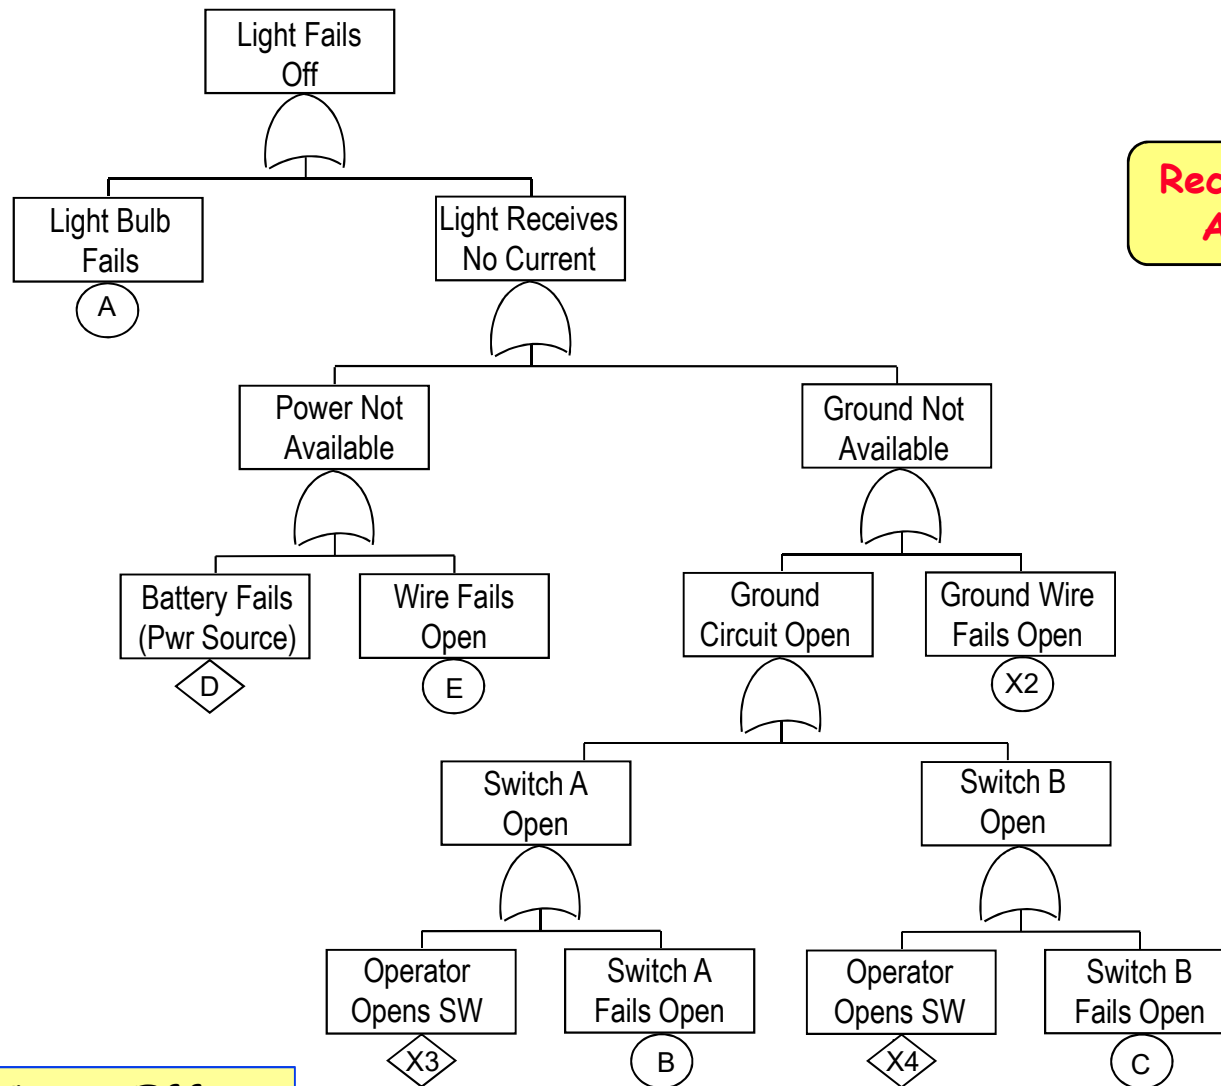 Light Fails
Off
Light Bulb
Fails
A
Light Receives
No Current
Power Not
Available
Ground Not
Available
Battery Fails
(Pwr Source)
D
Wire Fails
Open
E
Ground
Circuit Open
Ground Wire
Fails Open
X2
Switch A
Open
Switch B
Open
Operator
Opens SW
X3
Switch A
Fails Open
B
Operator
Opens SW
X4
Switch B
Fails Open
C